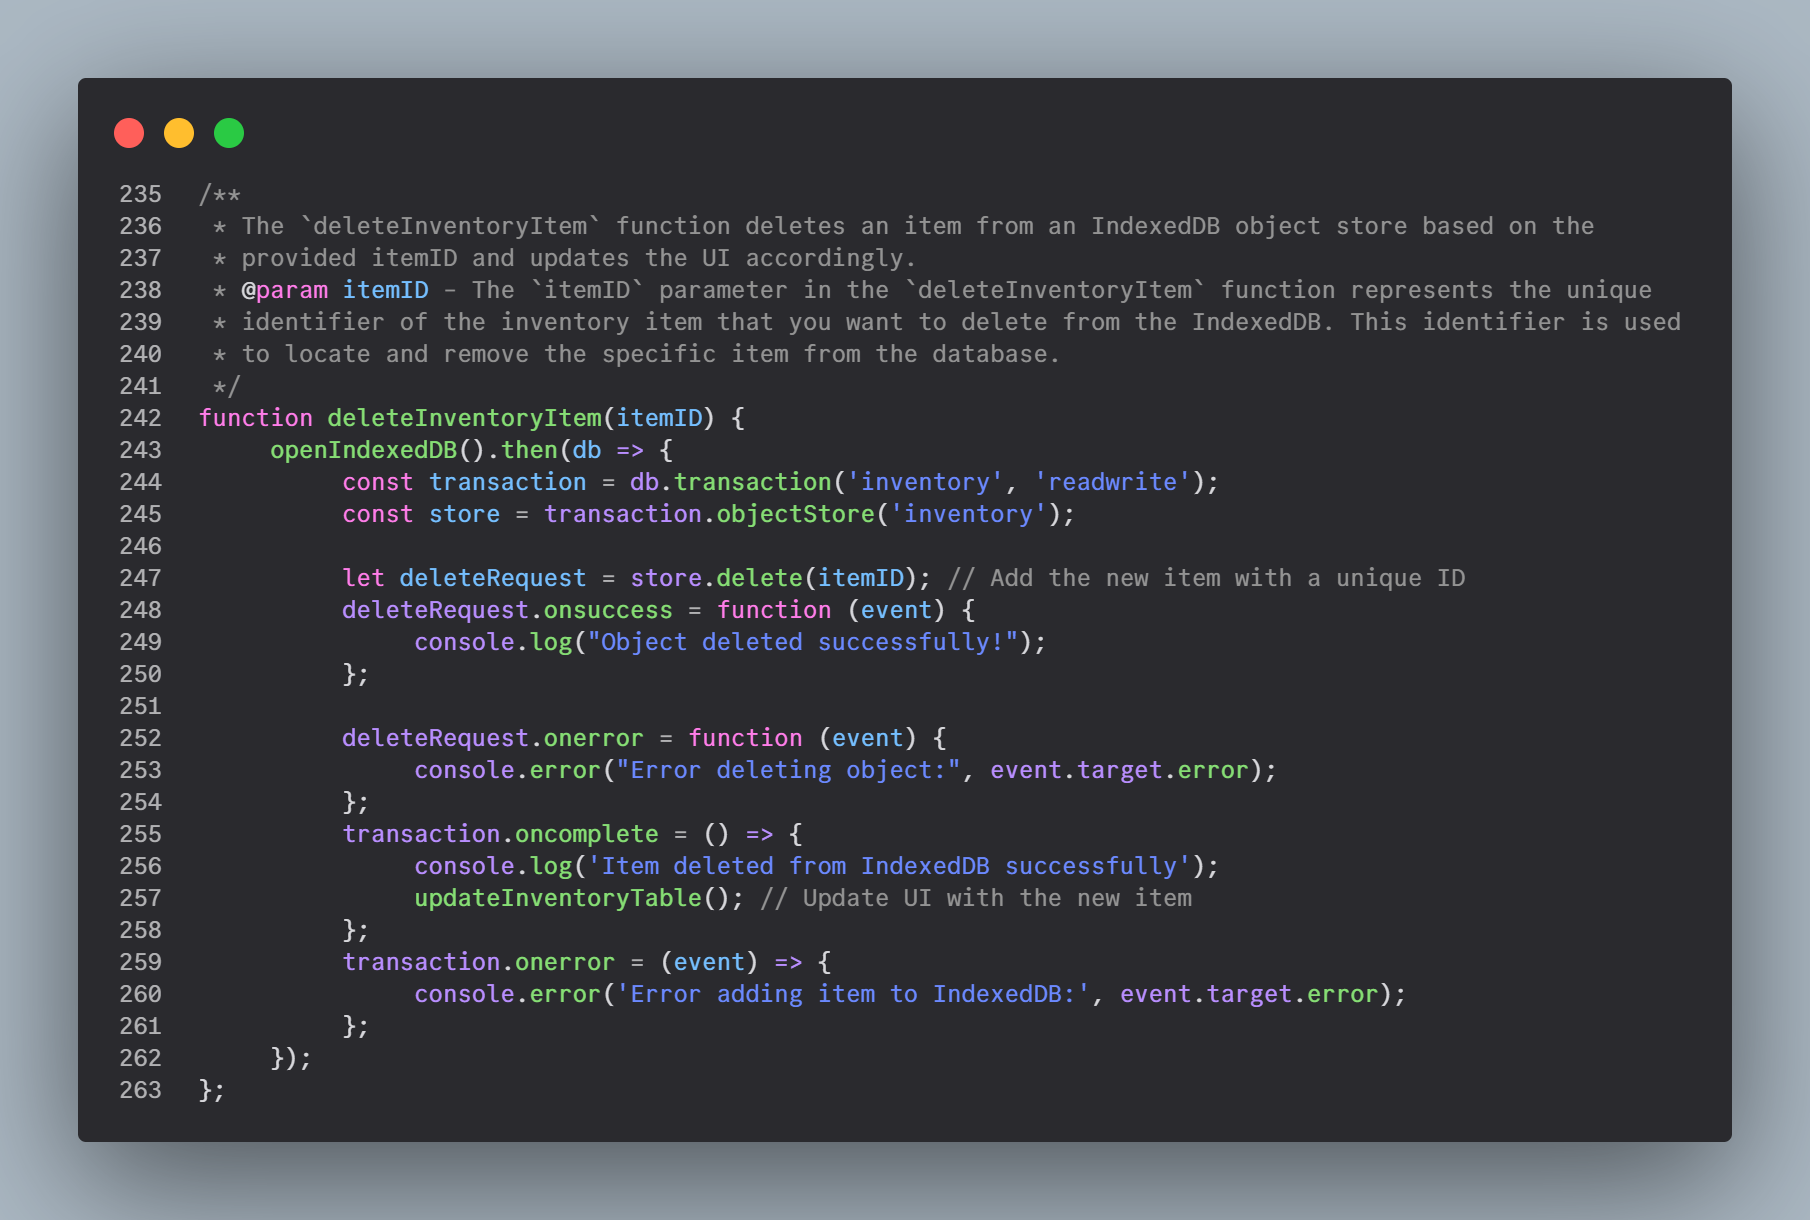 235 /**
236  * The `deleteInventoryItem` function deletes an item from an IndexedDB object store based on the
237  * provided itemID and updates the UI accordingly.
238  * @param itemID - The `itemID` parameter in the `deleteInventoryItem` function represents the unique
239  * identifier of the inventory item that you want to delete from the IndexedDB. This identifier is used
240  * to locate and remove the specific item from the database.
241  */
242 function deleteInventoryItem(itemID) {
243      openIndexedDB().then(db => {
244           const transaction = db.transaction('inventory', 'readwrite');
245           const store = transaction.objectStore('inventory');
246
247           let deleteRequest = store.delete(itemID); // Add the new item with a unique ID
248           deleteRequest.onsuccess = function (event) {
249                console.log("Object deleted successfully!");
250           };
251
252           deleteRequest.onerror = function (event) {
253                console.error("Error deleting object:", event.target.error);
254           };
255           transaction.oncomplete = () => {
256                console.log('Item deleted from IndexedDB successfully');
257                updateInventoryTable(); // Update UI with the new item
258           };
259           transaction.onerror = (event) => {
260                console.error('Error adding item to IndexedDB:', event.target.error);
261           };
262      });
263 };